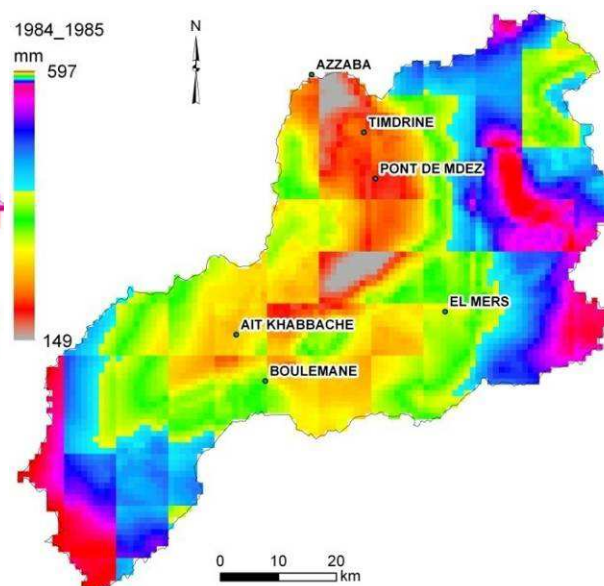 1984_1985
mm
597
149
N
AZZABA
TIMDRINE
PONT DE MDEZ
EL MERS
AIT KHABBACHE
BOULEMANE
0 10 20
km